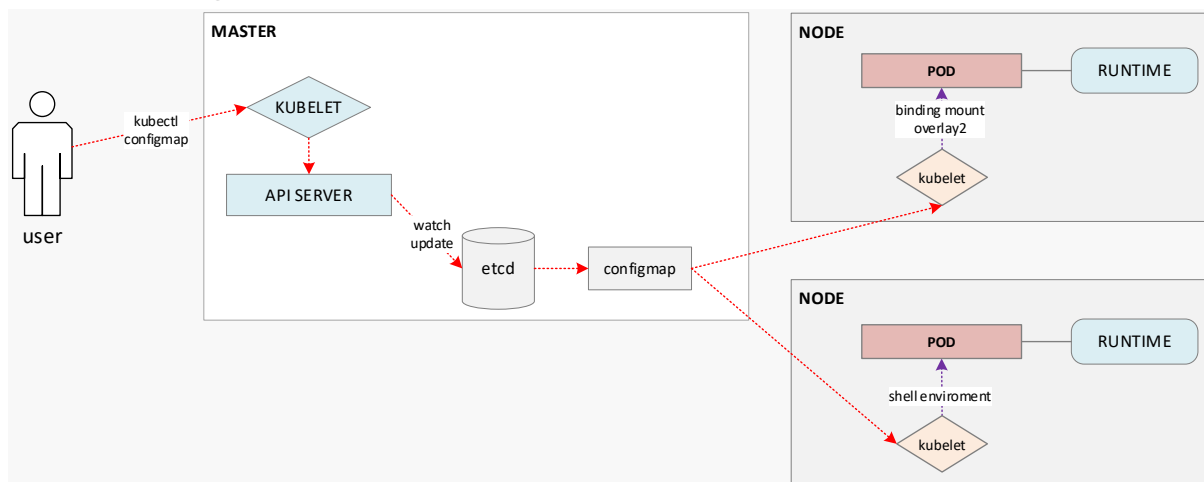 MASTER
KUBELET
kubectl
configmap
API SERVER
user
watch
update
etcd
configmap
NODE
POD
RUNTIME
binding mount
overlay2
kubelet
NODE
POD
RUNTIME
shell enviroment
kubelet